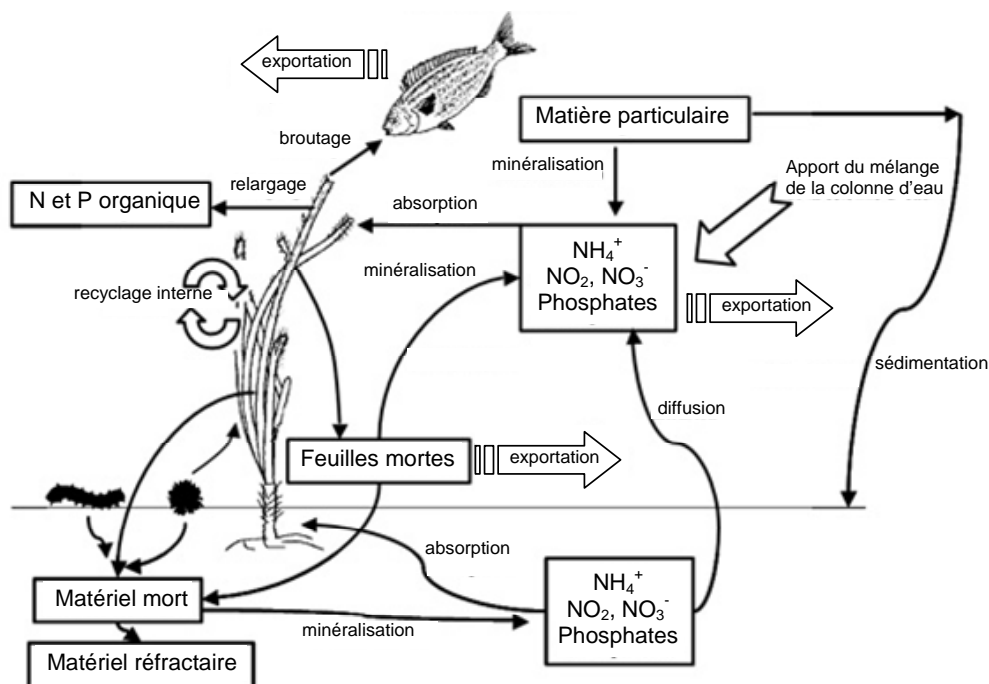 exportation
broutage
Matière particulaire
minéralisation
Apport du mélange
de la colonne d'eau
relargage
N et P organique
absorption
NH₄⁺
NO₂, NO₃⁻
Phosphates
minéralisation
recyclage interne
exportation
sédimentation
diffusion
Feuilles mortes
exportation
absorption
NH₄⁺
NO₂, NO₃⁻
Phosphates
Matériel mort
minéralisation
Matériel réfractaire